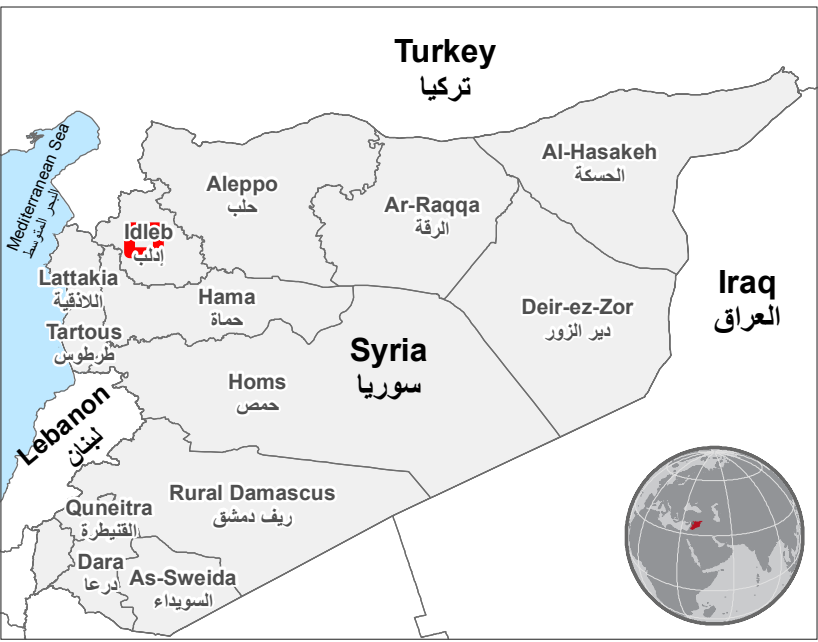 Turkey
تركيا
Mediterranean Sea
البحر المتوسط
Al-Hasakeh
الحسكة
Aleppo
حلب
Ar-Raqqa
الرقة
Idleb
إدلب
Lattakia
اللاذقية
Hama
حماة
Deir-ez-Zor
دير الزور
Iraq
العراق
Tartous
طرطوس
Syria
سوريا
Homs
حمص
Lebanon
لبنان
Rural Damascus
ريف دمشق
Quneitra
القنيطرة
Dara
درعا
As-Sweida
السويداء